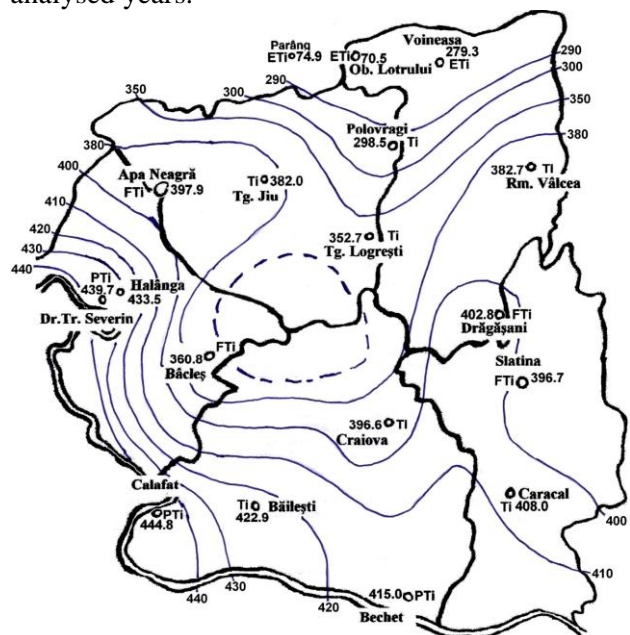 analysed years.
Voineasa
Parâng
ETi 74.9
ETi 70.5
Ob. Lotrului
279.3
ETi
290
300
350
290
300
350
380
Polovragi
298.5 Ti
380
400
410
420
430
440
Apa Neagră
FTi 397.9
Ti 382.0
Tg. Jiu
382.7 Ti
Rm. Vâlcea
352.7 Ti
Tg. Logreşti
PTi
439.7
Halânga
433.5
Dr.Tr. Severin
402.8 FTi
Drăgăşani
Slatina
FTi 396.7
360.8 FTi
Bâcleş
396.6 Ti
Craiova
Calafat
PTi
444.8
Ti
422.9
Băileşti
Caracal
Ti 408.0
400
410
440
430
420
415.0 PTi
Bechet